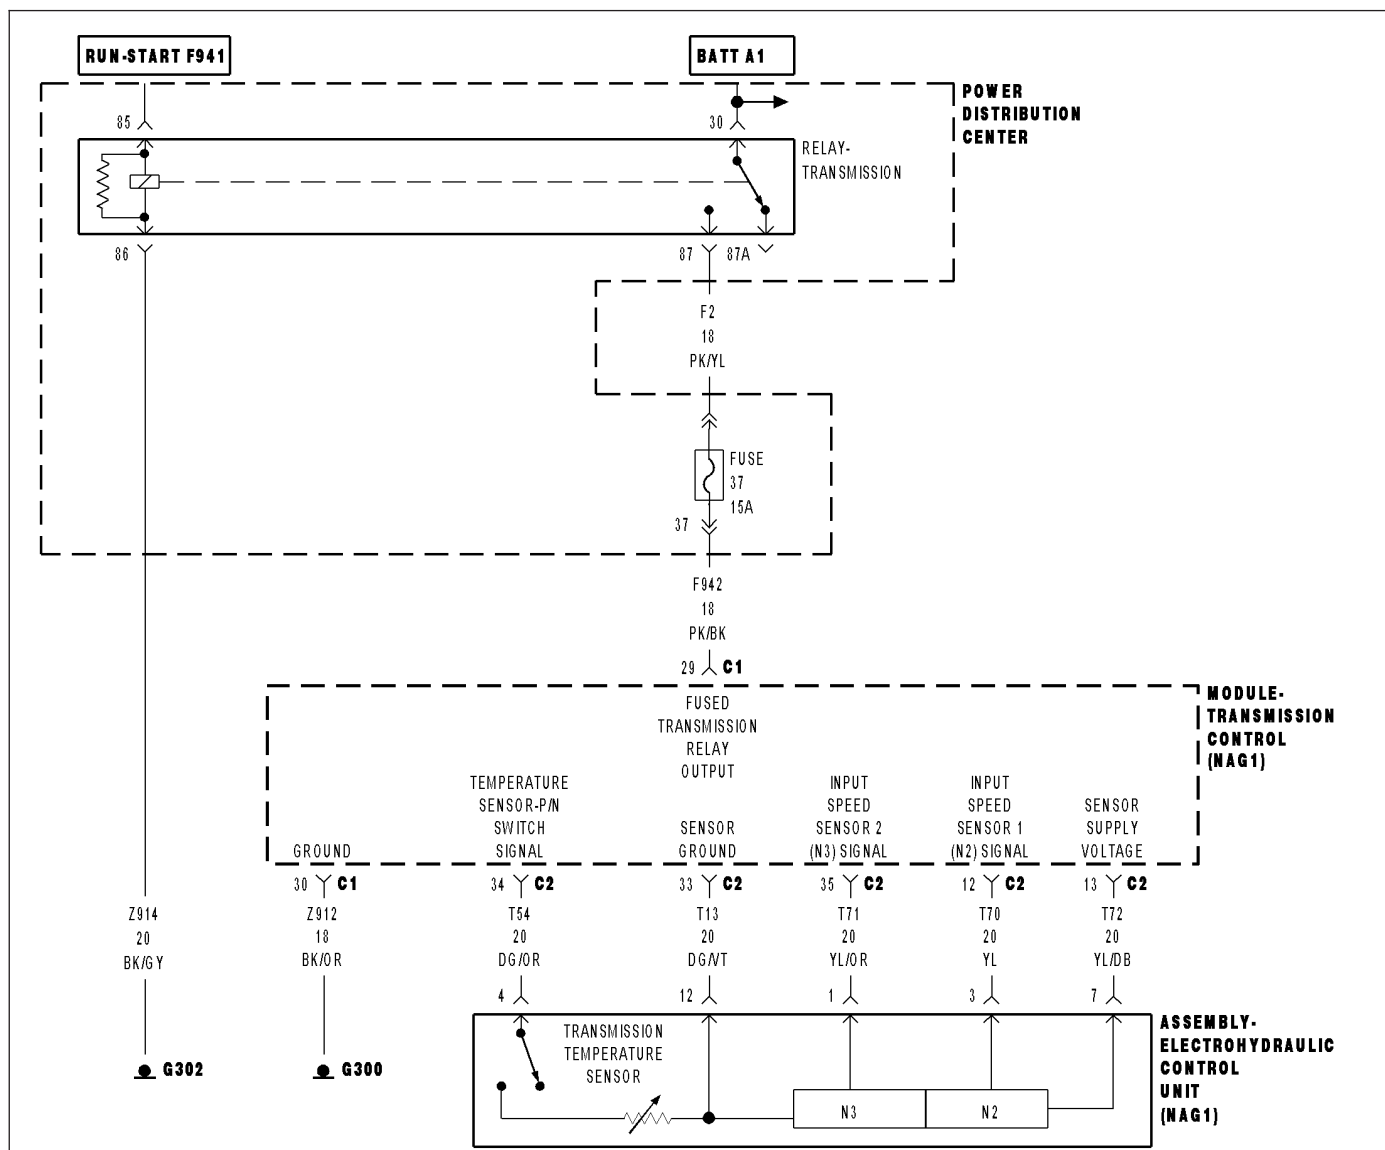 RUN-START F941
BATT A1
POWER
DISTRIBUTION
CENTER
85
30
RELAY-
TRANSMISSION
86
87
87A
F2
18
PK/YL
FUSE
37
15A
37
F942
18
PK/BK
29
C1
MODULE-
TRANSMISSION
CONTROL
(NAG1)
FUSED
TRANSMISSION
RELAY
OUTPUT
GROUND
TEMPERATURE
SENSOR-P/N
SWITCH
SIGNAL
SENSOR
GROUND
INPUT
SPEED
SENSOR 2
(N3) SIGNAL
INPUT
SPEED
SENSOR 1
(N2) SIGNAL
SENSOR
SUPPLY
VOLTAGE
30
C1
34
C2
33
C2
35
C2
12
C2
13
C2
Z914
20
BK/GY
Z912
18
BK/OR
T54
20
DG/OR
T13
20
DG/VT
T71
20
YL/OR
T70
20
YL
T72
20
YL/DB
4
12
1
3
7
G302
G300
TRANSMISSION
TEMPERATURE
SENSOR
N3
N2
ASSEMBLY-
ELECTROHYDRAULIC
CONTROL
UNIT
(NAG1)